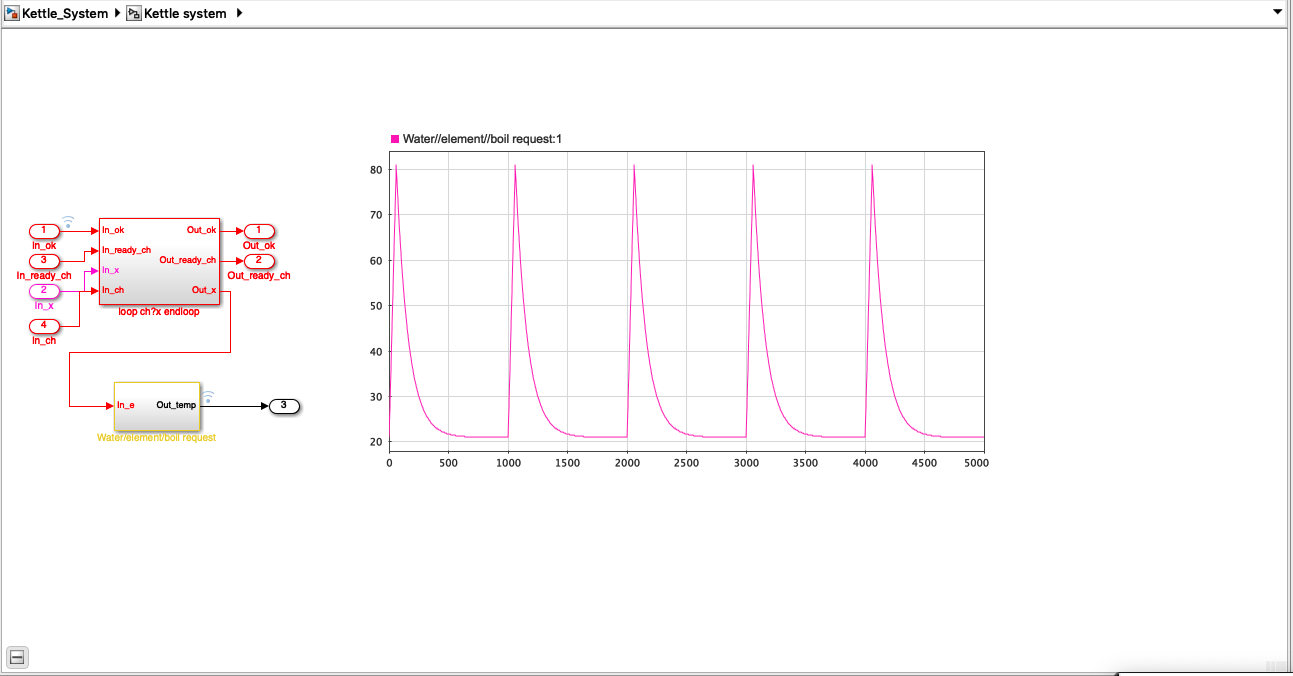 Kettle_System Kettle system
Water//element//boil request:1
80
70
60
50
40
30
20
0 500 1000 1500 2000 2500 3000 3500 4000 4500 5000
1
In_ok
3
In_ready_ch
2
In_x
4
In_ch
In_ok Out_ok
In_ready_ch
Out_ready_ch
In_x
In_ch Out_x
loop ch?x endloop
1
Out_ok
2
Out_ready_ch
In_e Out_temp
Water/element/boil request
3